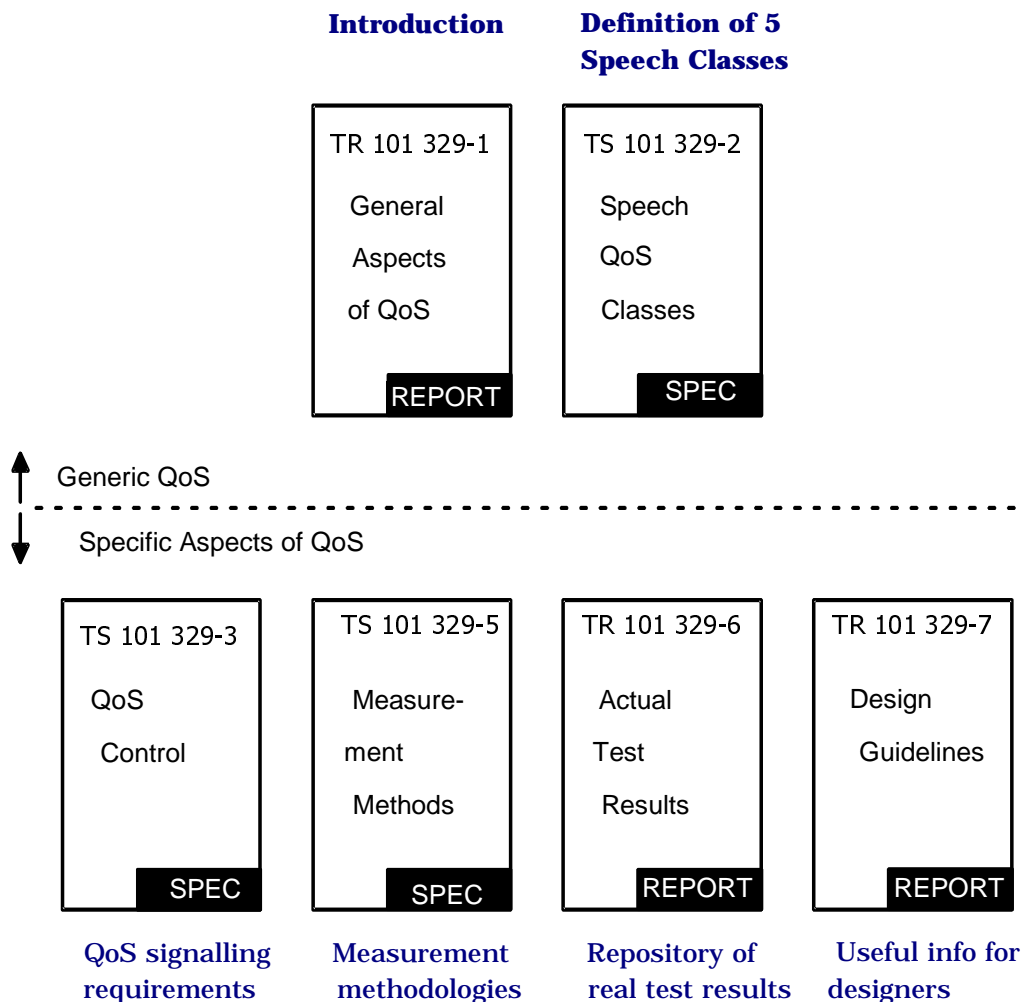 Introduction
Definition of 5
Speech Classes
TR 101 329-1
General
Aspects
of QoS
REPORT
TS 101 329-2
Speech
QoS
Classes
SPEC
Generic QoS
Specific Aspects of QoS
TS 101 329-3
QoS
Control
SPEC
QoS signalling
requirements
TS 101 329-5
Measure-
ment
Methods
SPEC
Measurement
methodologies
TR 101 329-6
Actual
Test
Results
REPORT
Repository of
real test results
TR 101 329-7
Design
Guidelines
REPORT
Useful info for
designers